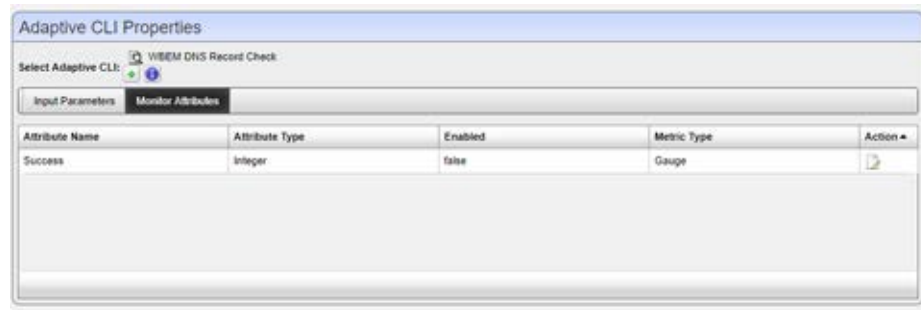 Adaptive CLI Properties
Select Adaptive CLI: WBEM DNS Record Check
Input Parameters Monitor Attributes
Attribute Name Attribute Type Enabled Metric Type Action
Success Integer false Gauge